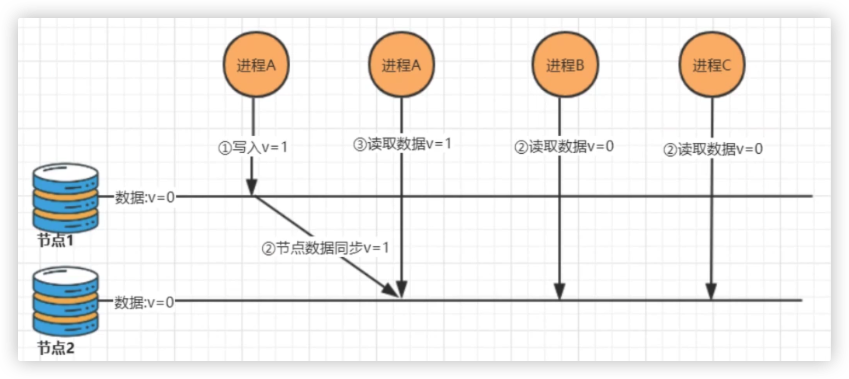 进程A
进程A
进程B
进程C
①写入v=1
③读取数据v=1
②读取数据v=0
②读取数据v=0
数据:v=0
节点1
②节点数据同步v=1
数据:v=0
节点2